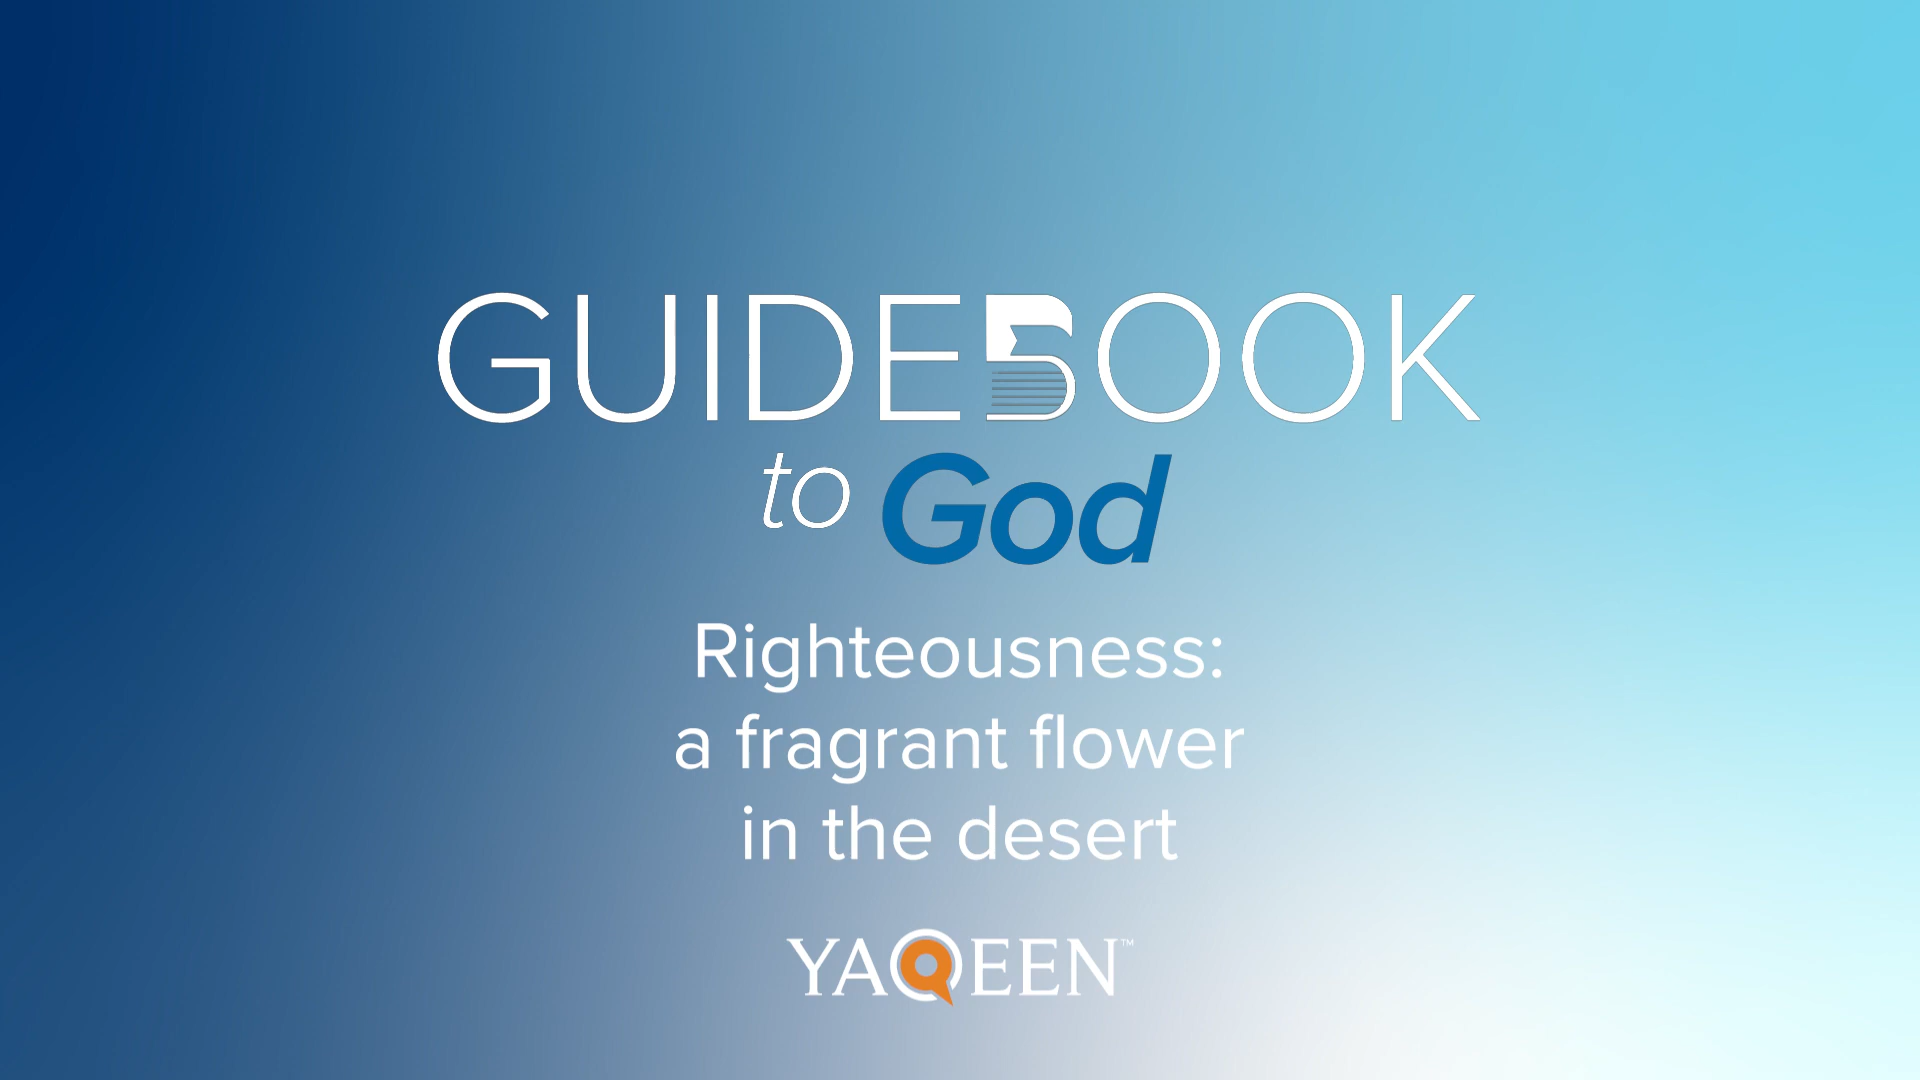 GUIDEBOOK
to God
Righteousness:
a fragrant flower
in the desert
YAQEEN™